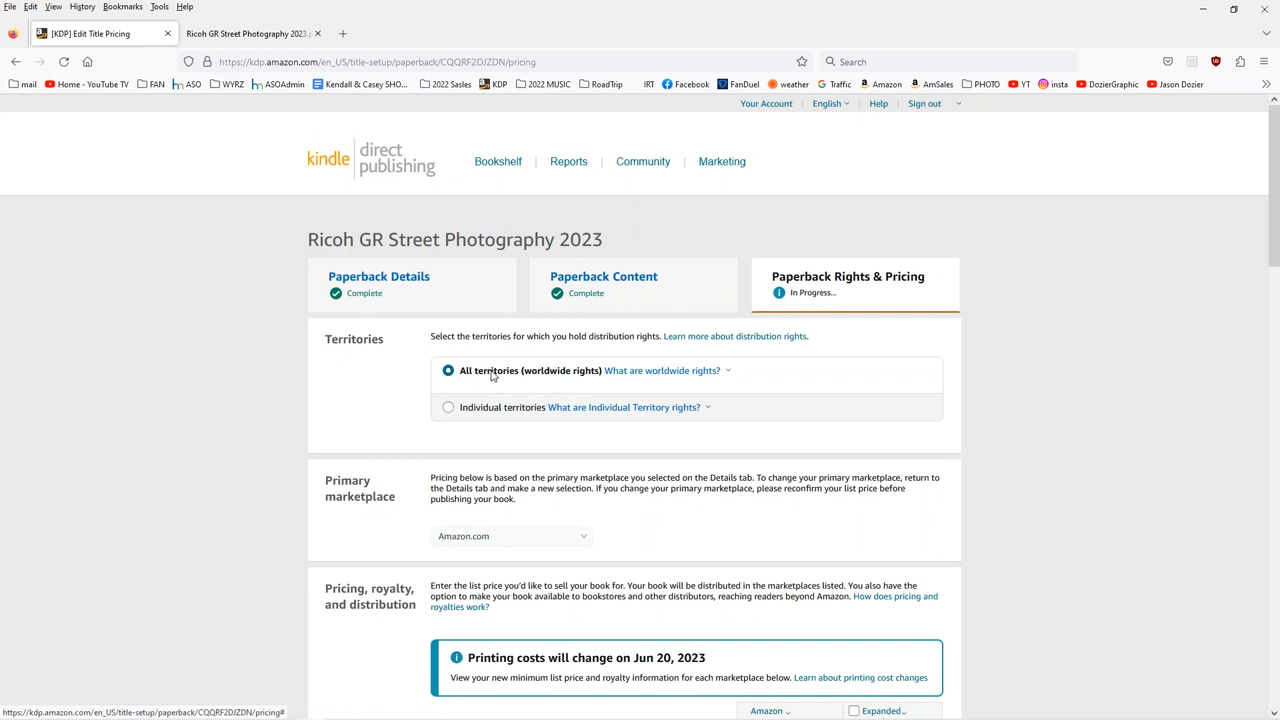 File Edit View History Bookmarks Tools Help
[KDP] Edit Title Pricing
Ricoh GR Street Photography 2023.
https://kdp.amazon.com/en_US/title-setup/paperback/CQQRF2DJZDN/pricing
Search
mail Home - YouTube TV FAN ASO WYRZ ASOAdmin Kendall & Casey SHO... 2022 Sasles KDP 2022 MUSIC RoadTrip IRT Facebook FanDuel weather Traffic Amazon AmSales PHOTO YT insta DozierGraphic Jason Dozier
Your Account English Help Sign out
kindle direct publishing
Bookshelf Reports Community Marketing
Ricoh GR Street Photography 2023
Paperback Details
Complete
Paperback Content
Complete
Paperback Rights & Pricing
In Progress...
Territories
Select the territories for which you hold distribution rights. Learn more about distribution rights.
All territories (worldwide rights) What are worldwide rights?
Individual territories What are Individual Territory rights?
Primary marketplace
Pricing below is based on the primary marketplace you selected on the Details tab. To change your primary marketplace, return to
the Details tab and make a new selection. If you change your primary marketplace, please reconfirm your list price before
publishing your book.
Amazon.com
Pricing, royalty, and distribution
Enter the list price you'd like to sell your book for. Your book will be distributed in the marketplaces listed. You also have the
option to make your book available to bookstores and other distributors, reaching readers beyond Amazon. How does pricing and
royalties work?
Printing costs will change on Jun 20, 2023
View your new minimum list price and royalty information for each marketplace below. Learn about printing cost changes
Amazon Expanded
https://kdp.amazon.com/en_US/title-setup/paperback/CQQRF2DJZDN/pricing#